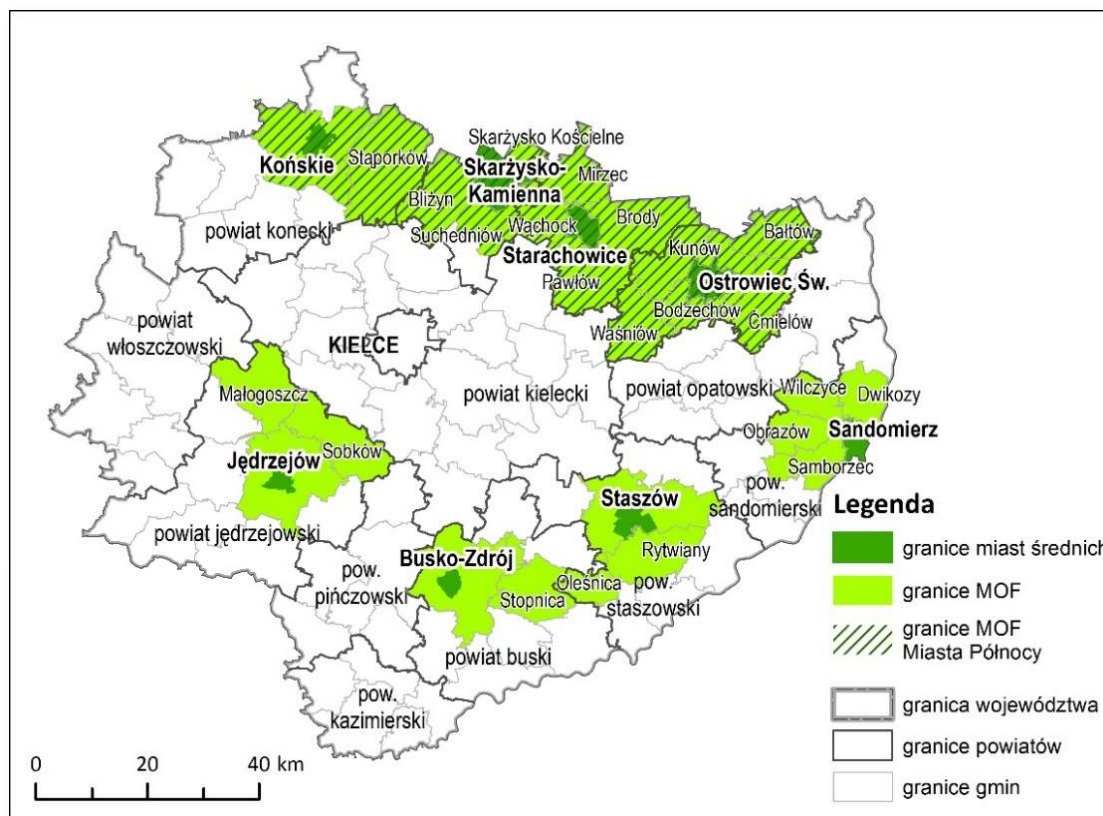 Skarżysko Kościelne
Końskie
Stąporków
Skarżysko-
Kamienna
Mirzec
Bliżyn
Brody
Bałtów
powiat konecki
Suchedniów
Wąchock
Kunów
Starachowice
Ostrowiec Św.
Pawłów
Bodzechów
Ćmielów
Waśniów
powiat
włoszczowski
KIELCE
powiat kielecki
powiat opatowski
Wilczyce
Dwikozy
Małogoszcz
Obrazów
Sandomierz
Sobków
Jędrzejów
Samborzec
pow.
sandomierski
Staszów
powiat jędrzejowski
Rytwiany
Busko-Zdrój
pow.
pińczowski
Oleśnica
Stopnica
pow.
staszowski
powiat buski
pow.
kazimierski
Legenda
granice miast średnich
granice MOF
granice MOF
Miasta Północy
granica województwa
granice powiatów
granice gmin
0 20 40 km